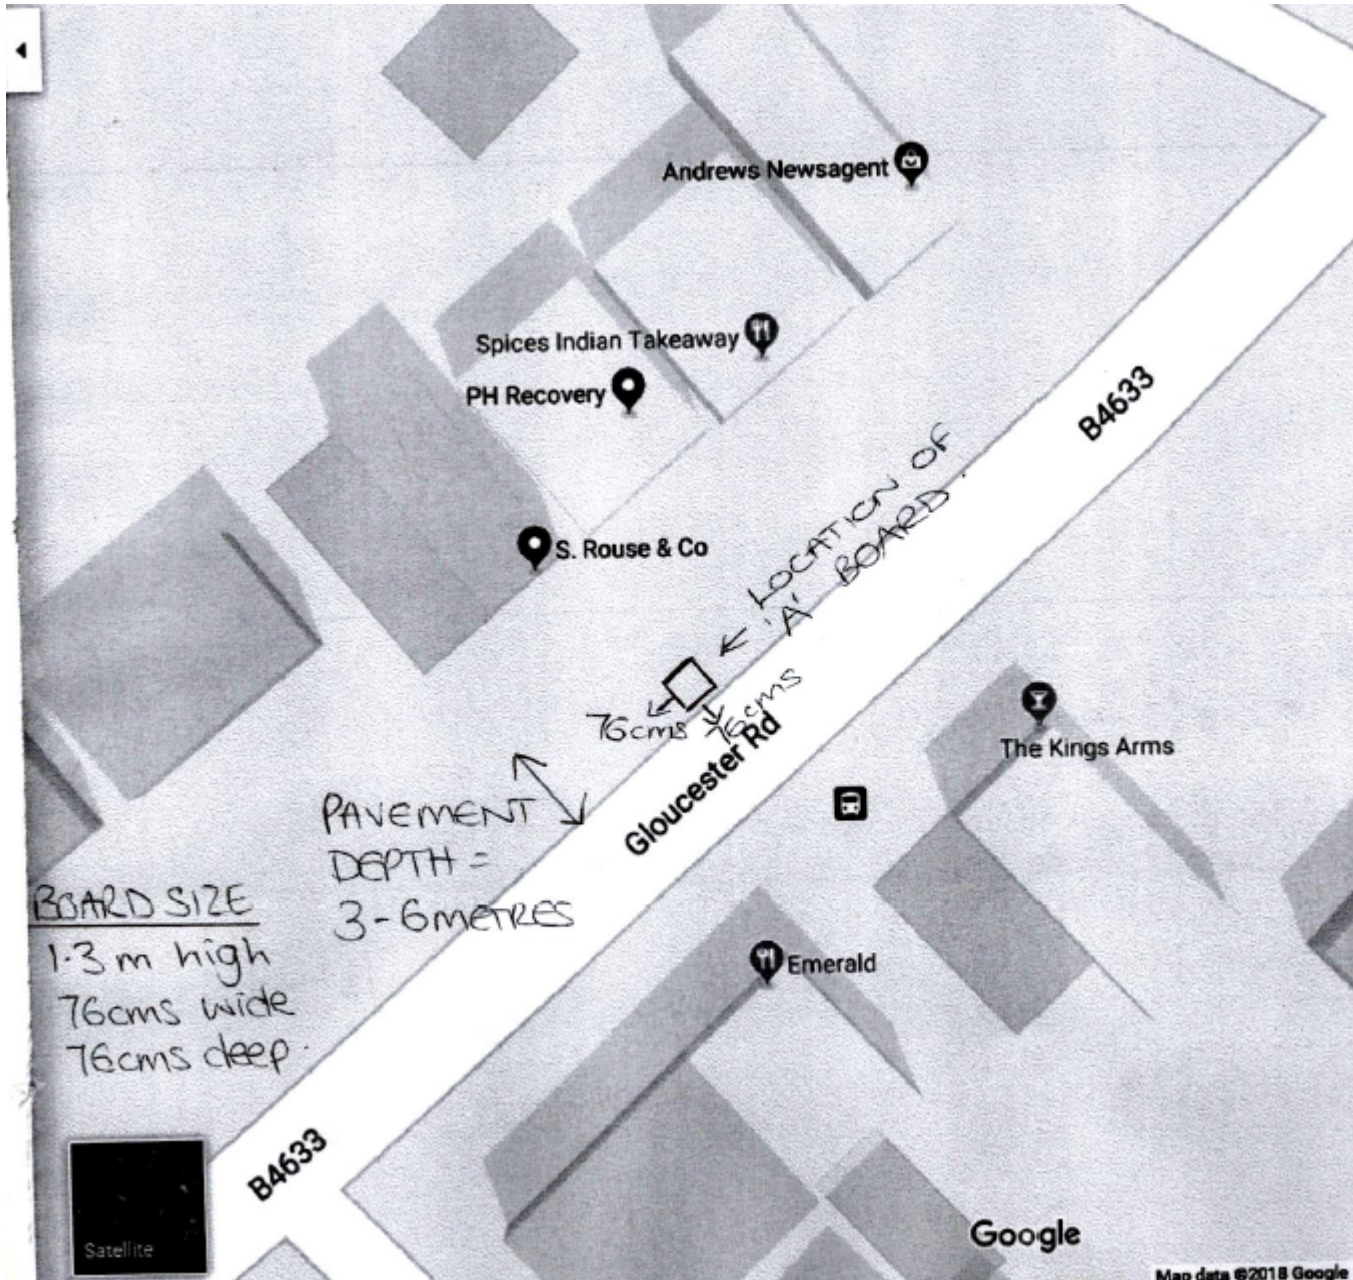 Andrews Newsagent
Spices Indian Takeaway
PH Recovery
B4633
LOCATION OF
'A' BOARD.
S. Rouse & Co
76cms
76cms
Gloucester Rd
The Kings Arms
PAVEMENT
DEPTH =
3-6 METRES
BOARD SIZE
1.3m high
76cms wide
76cms deep.
Emerald
B4633
Satellite
Google
Map data ©2018 Google